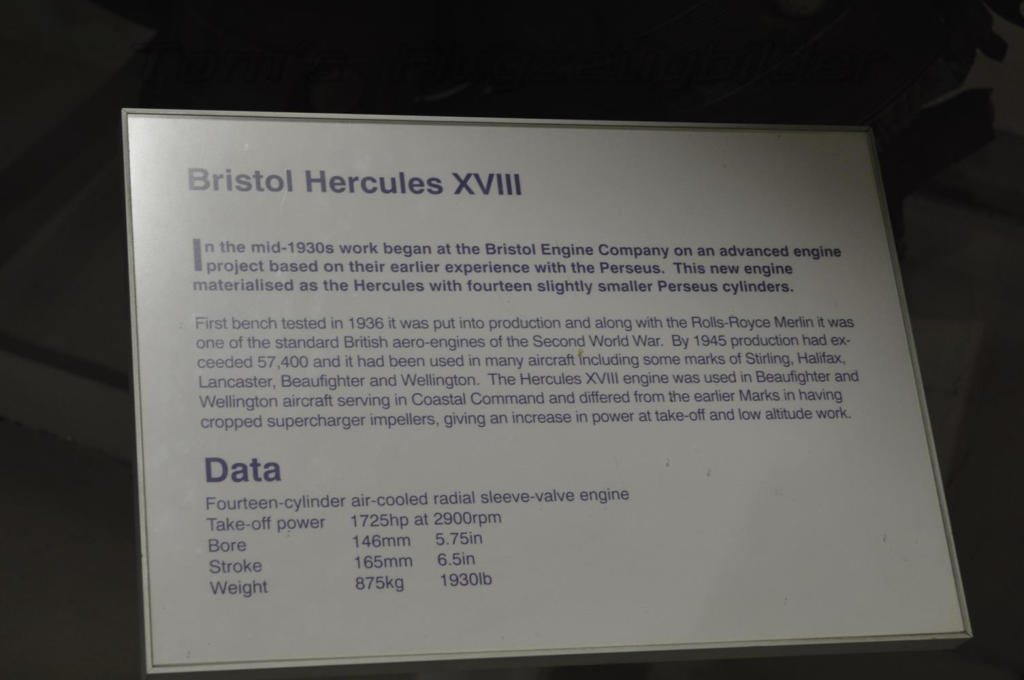 Tom's Flugzeugbilder
Bristol Hercules XVIII
In the mid-1930s work began at the Bristol Engine Company on an advanced engine
project based on their earlier experience with the Perseus. This new engine
materialised as the Hercules with fourteen slightly smaller Perseus cylinders.
First bench tested in 1936 it was put into production and along with the Rolls-Royce Merlin it was
one of the standard British aero-engines of the Second World War. By 1945 production had ex-
ceeded 57,400 and it had been used in many aircraft including some marks of Stirling, Halifax,
Lancaster, Beaufighter and Wellington. The Hercules XVIII engine was used in Beaufighter and
Wellington aircraft serving in Coastal Command and differed from the earlier Marks in having
cropped supercharger impellers, giving an increase in power at take-off and low altitude work.
Data
Fourteen-cylinder air-cooled radial sleeve-valve engine
Take-off power 1725hp at 2900rpm
Bore 146mm 5.75in
Stroke 165mm 6.5in
Weight 875kg 1930lb